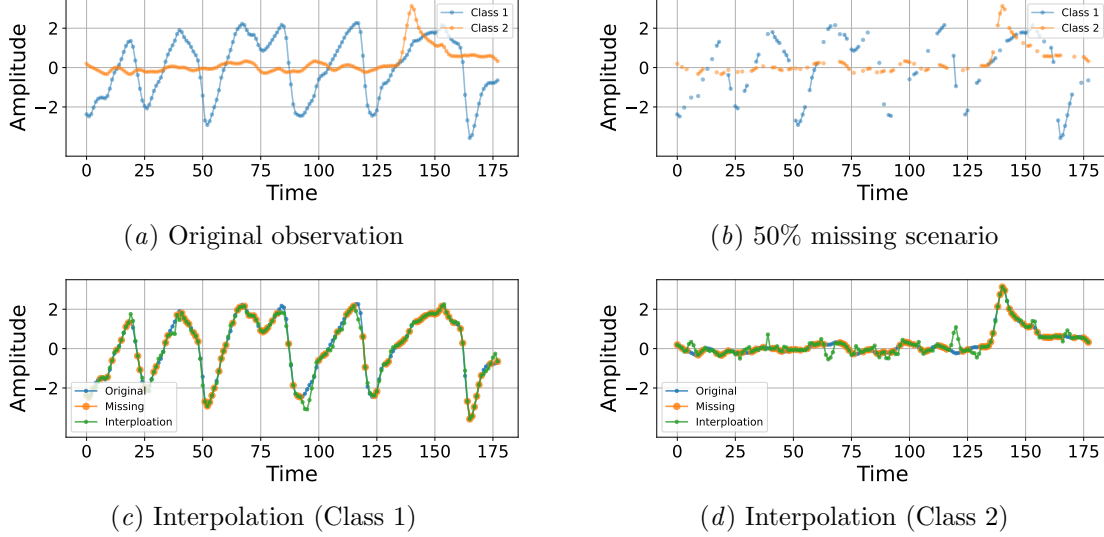 Amplitude
2
0
−2
0 25 50 75 100 125 150 175
Time
Class 1
Class 2
(a) Original observation
Amplitude
2
0
−2
0 25 50 75 100 125 150 175
Time
Class 1
Class 2
(b) 50% missing scenario
Amplitude
2
0
−2
0 25 50 75 100 125 150 175
Time
Original
Missing
Interploation
(c) Interpolation (Class 1)
Amplitude
2
0
−2
0 25 50 75 100 125 150 175
Time
Original
Missing
Interploation
(d) Interpolation (Class 2)